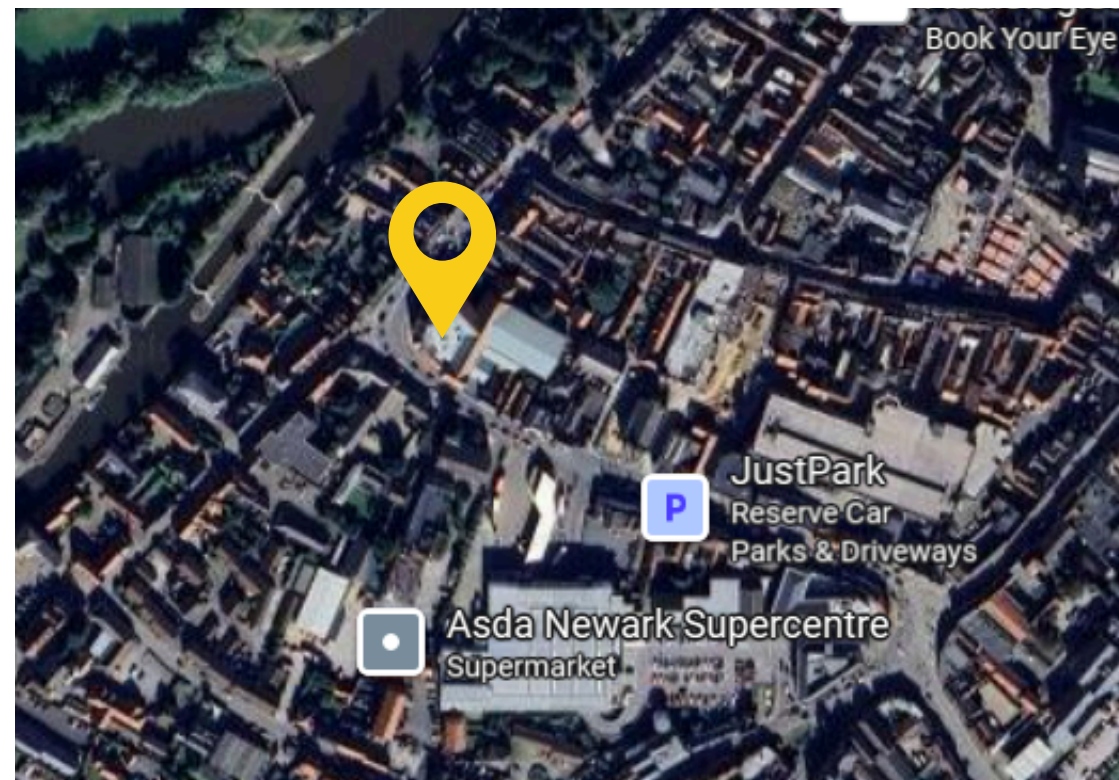 Book Your Eye
P
JustPark
Reserve Car
Parks & Driveways
Asda Newark Supercentre
Supermarket